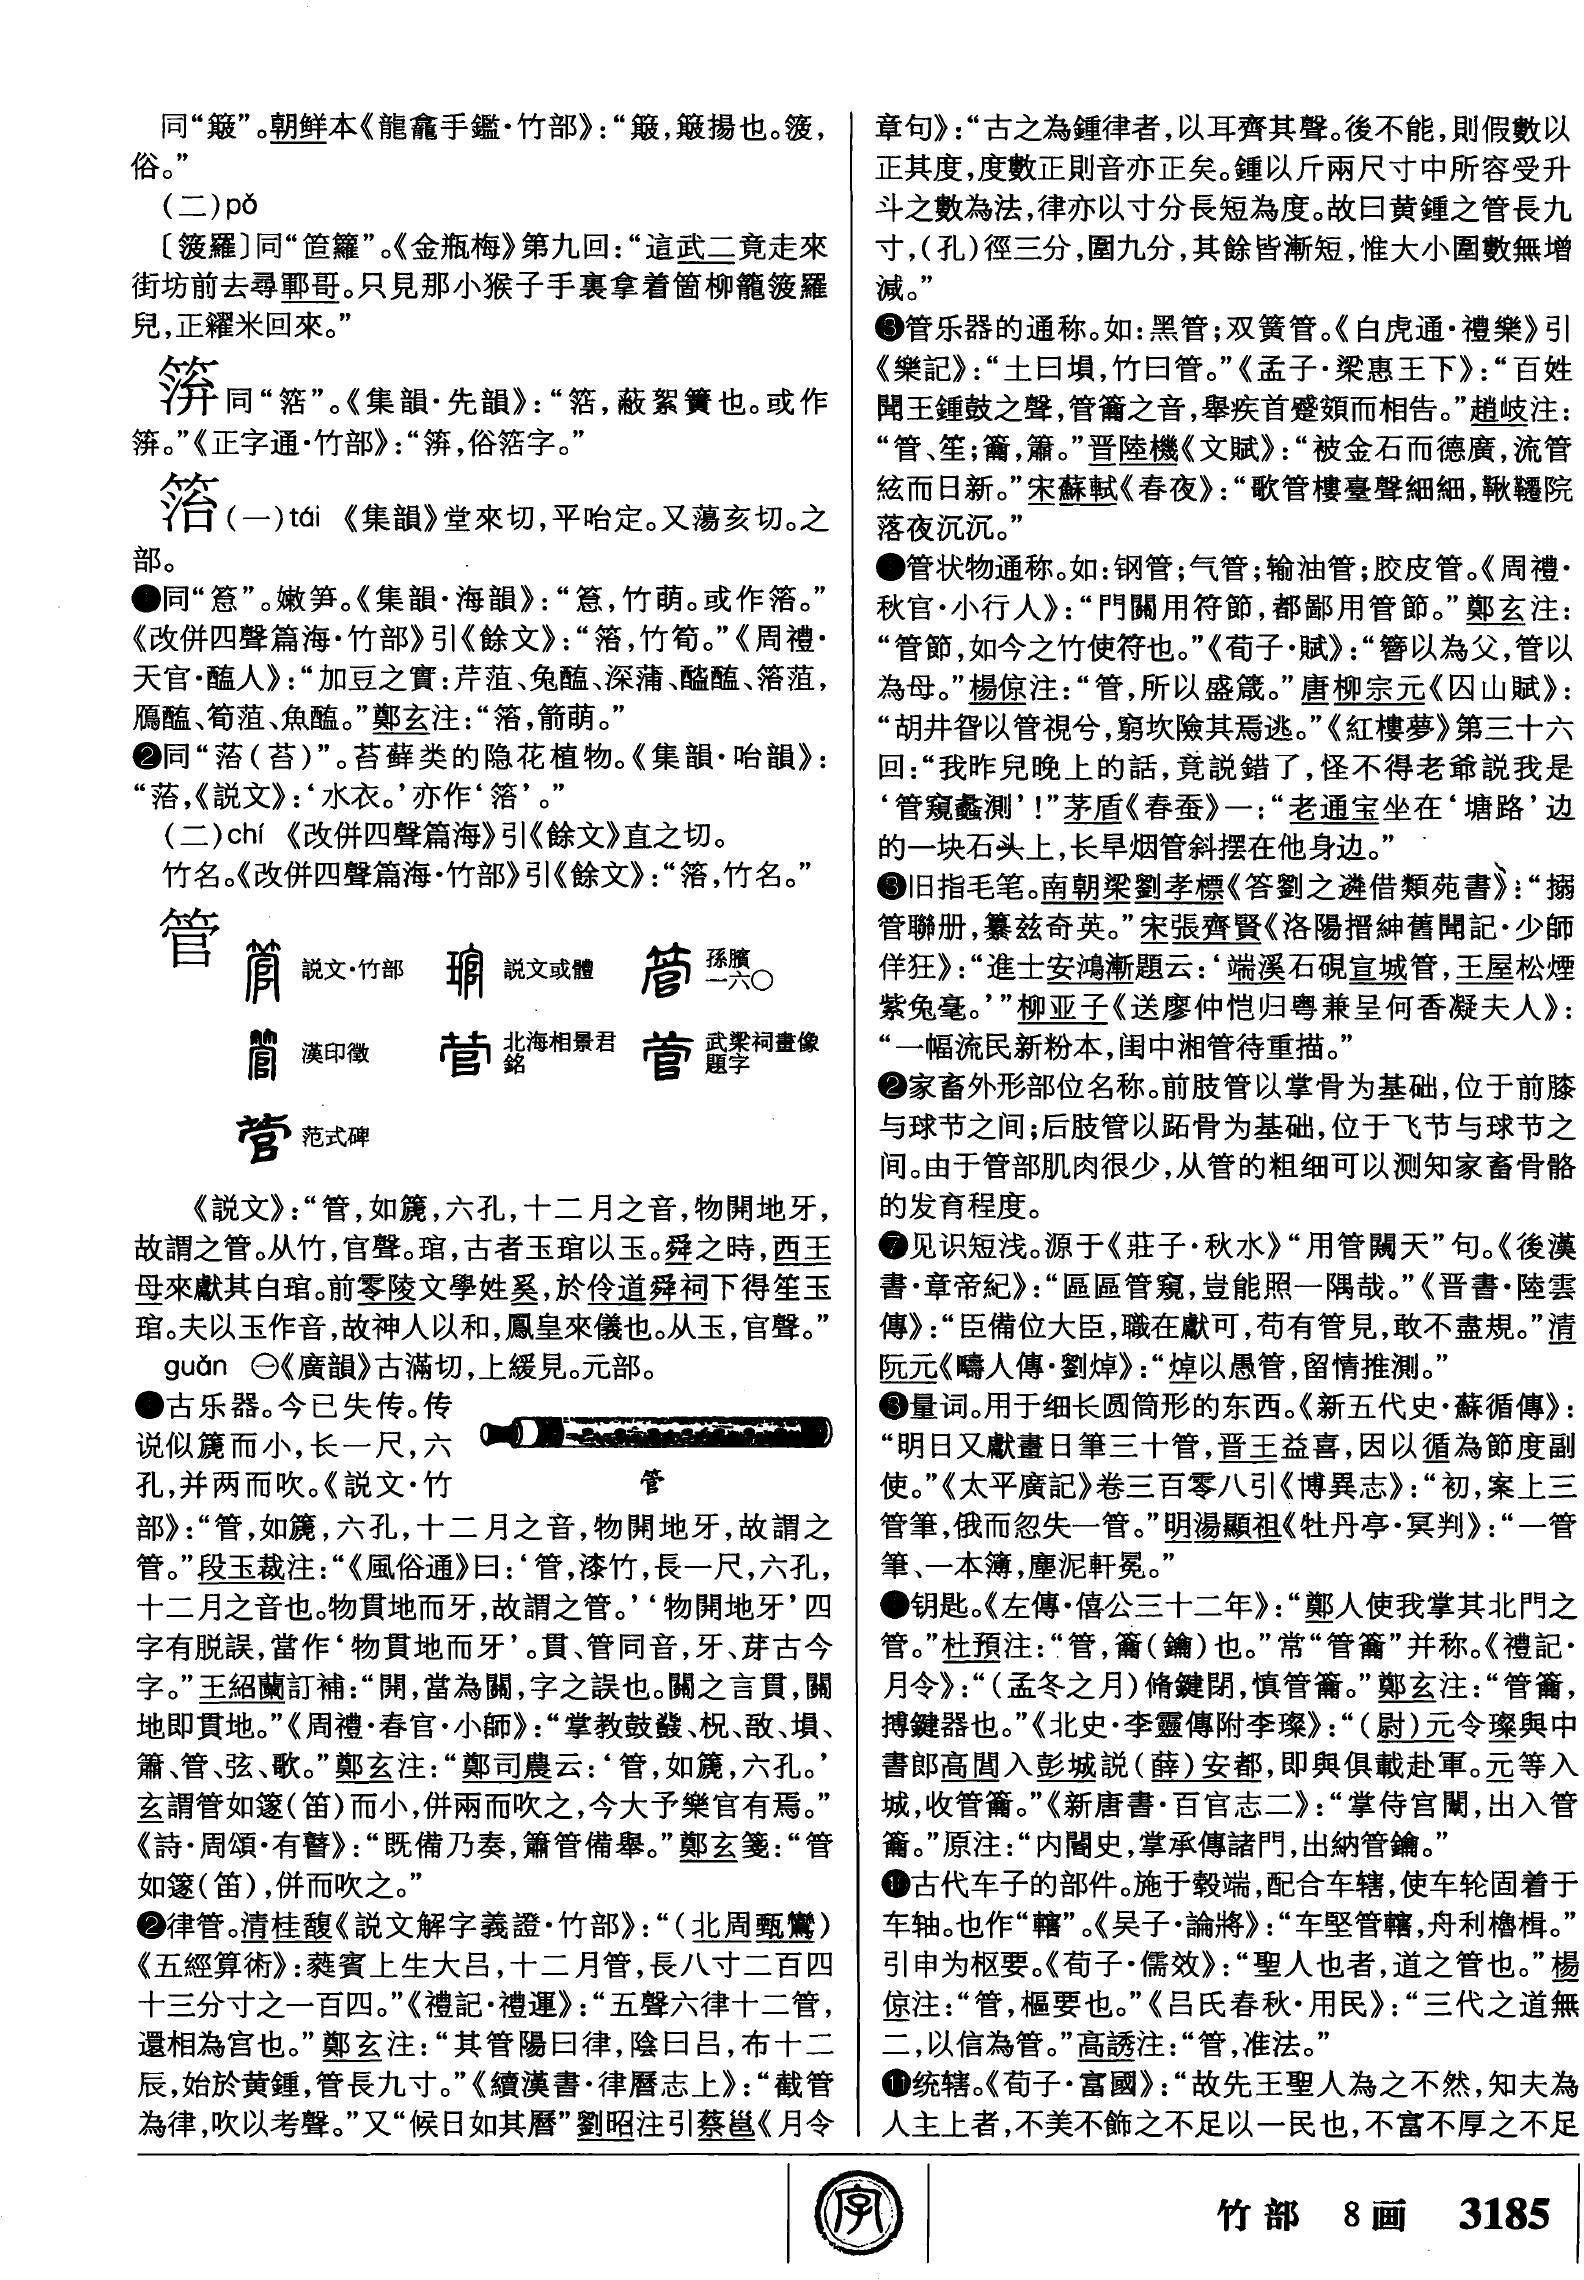 同“簸”。朝鲜本《龍龕手鑑·竹部》：“簸，簸揚也。箥，
俗。”
（二）pǒ
〔箥羅〕同“笸籮”。《金瓶梅》第九回：“這武二竟走來
街坊前去尋鄆哥。只見那小猴子手裏拿着箇柳籠箥羅
兒，正糴米回來。”
箳同“箈”。《集韻·先韻》：“
，蔽絮簀也。或作
。”《正字通·竹部》：“
箈（一）tái 《集韻》堂來切，平咍定。又蕩亥切。之
部。
❶同“䈚”。嫩笋。《集韻·海韻》：“䈚，竹萌。或作箈。”
《改併四聲篇海·竹部》引《餘文》：“箈，竹筍。”《周禮·
天官·醢人》：“加豆之實：芹菹、兔醢、深蒲、醓醢、箈菹，
鴈醢、筍菹、魚醢。”鄭玄注：“箈，箭萌。”
❷同“菭（苔）”。苔藓类的隐花植物。《集韻·咍韻》：
“菭，《説文》：‘水衣。’亦作‘箈’。”
（二）chí 《改併四聲篇海》引《餘文》直之切。
竹名。《改併四聲篇海·竹部》引《餘文》：“箈，竹名。”
管 説文·竹部 説文或體 孫臏一六〇
漢印徵 北海相景君銘 武梁祠畫像題字
范式碑
《説文》：“管，如篪，六孔，十二月之音，物開地牙，
故謂之管。从竹，官聲。琯，古者玉琯以玉。舜之時，西王
母來獻其白琯。前零陵文學姓奚，於伶道舜祠下得笙玉
琯。夫以玉作音，故神人以和，鳳皇來儀也。从玉，官聲。”
guǎn ㊀《廣韻》古滿切，上緩見。元部。
❶古乐器。今已失传。传
说似篪而小，长一尺，六
孔，并两而吹。《説文·竹
管
部》：“管，如篪，六孔，十二月之音，物開地牙，故謂之
管。”段玉裁注：“《風俗通》曰：‘管，漆竹，長一尺，六孔，
十二月之音也。物貫地而牙，故謂之管。’‘物開地牙’四
字有脱誤，當作‘物貫地而牙’。貫、管同音，牙、芽古今
字。”王紹蘭訂補：“開，當為關，字之誤也。關之言貫，關
地即貫地。”《周禮·春官·小師》：“掌教鼓鼗、柷、敔、塤、
簫、管、弦、歌。”鄭玄注：“鄭司農云：‘管，如篪，六孔。’
玄謂管如篴（笛）而小，併兩而吹之，今大予樂官有焉。”
《詩·周頌·有瞽》：“既備乃奏，簫管備舉。”鄭玄箋：“管
如篴（笛），併而吹之。”
❷律管。清桂馥《説文解字義證·竹部》：“（北周甄鸞）
《五經算術》：蕤賓上生大吕，十二月管，長八寸二百四
十三分寸之一百四。”《禮記·禮運》：“五聲六律十二管，
還相為宫也。”鄭玄注：“其管陽曰律，陰曰吕，布十二
辰，始於黄鍾，管長九寸。”《續漢書·律曆志上》：“截管
為律，吹以考聲。”又“候日如其曆”劉昭注引蔡邕《月令
章句》：“古之為鍾律者，以耳齊其聲。後不能，則假數以
正其度，度數正則音亦正矣。鍾以斤兩尺寸中所容受升
斗之數為法，律亦以寸分長短為度。故曰黄鍾之管長九
寸，（孔）徑三分，圍九分，其餘皆漸短，惟大小圍數無增
減。”
❸管乐器的通称。如：黑管；双簧管。《白虎通·禮樂》引
《樂記》：“土曰塤，竹曰管。”《孟子·梁惠王下》：“百姓
聞王鍾鼓之聲，管籥之音，舉疾首蹙頞而相告。”趙岐注：
“管、笙；籥，簫。”晋陸機《文賦》：“被金石而德廣，流管
絃而日新。”宋蘇軾《春夜》：“歌管樓臺聲細細，鞦韆院
落夜沉沉。”
❹管状物通称。如：钢管；气管；输油管；胶皮管。《周禮·
秋官·小行人》：“門關用符節，都鄙用管節。”鄭玄注：
“管節，如今之竹使符也。”《荀子·賦》：“簪以為父，管以
為母。”楊倞注：“管，所以盛箴。”唐柳宗元《囚山賦》：
“胡井眢以管視兮，窮坎險其焉逃。”《紅樓夢》第三十六
回：“我昨兒晚上的話，竟説錯了，怪不得老爺説我是
‘管窺蠡測’！”茅盾《春蚕》一：“老通宝坐在‘塘路’边
的一块石头上，长旱烟管斜摆在他身边。”
❺旧指毛笔。南朝梁劉孝標《答劉之遴借類苑書》：“搦
管聯册，纂兹奇英。”宋張齊賢《洛陽搢紳舊聞記·少師
佯狂》：“進士安鴻漸題云：‘端溪石硯宣城管，王屋松煙
紫兔毫。’”柳亚子《送廖仲恺归粤兼呈何香凝夫人》：
“一幅流民新粉本，闺中湘管待重描。”
❻家畜外形部位名称。前肢管以掌骨为基础，位于前膝
与球节之间；后肢管以跖骨为基础，位于飞节与球节之
间。由于管部肌肉很少，从管的粗细可以测知家畜骨骼
的发育程度。
❼见识短浅。源于《莊子·秋水》“用管闚天”句。《後漢
書·章帝紀》：“區區管窺，豈能照一隅哉。”《晋書·陸雲
傳》：“臣備位大臣，職在獻可，苟有管見，敢不盡規。”清
阮元《疇人傳·劉焯》：“焯以愚管，留情推測。”
❽量词。用于细长圆筒形的东西。《新五代史·蘇循傳》：
“明日又獻畫日筆三十管，晋王益喜，因以循為節度副
使。”《太平廣記》卷三百零八引《博異志》：“初，案上三
管筆，俄而忽失一管。”明湯顯祖《牡丹亭·冥判》：“一管
筆、一本簿，塵泥軒冕。”
❾钥匙。《左傳·僖公三十二年》：“鄭人使我掌其北門之
管。”杜預注：“管，籥（鑰）也。”常“管籥”并称。《禮記·
月令》：“（孟冬之月）脩鍵閉，慎管籥。”鄭玄注：“管籥，
搏鍵器也。”《北史·李靈傳附李璨》：“（尉）元令璨與中
書郎高閭入彭城説（薛）安都，即與俱載赴軍。元等入
城，收管籥。”《新唐書·百官志二》：“掌侍宫闈，出入管
籥。”原注：“内閽史，掌承傳諸門，出納管鑰。”
❿古代车子的部件。施于毂端，配合车辖，使车轮固着于
车轴。也作“輨”。《吴子·論將》：“车堅管轄，舟利櫓楫。”
引申为枢要。《荀子·儒效》：“聖人也者，道之管也。”楊
倞注：“管，樞要也。”《吕氏春秋·用民》：“三代之道無
二，以信為管。”高誘注：“管，准法。”
⓫统辖。《荀子·富國》：“故先王聖人為之不然，知夫為
人主上者，不美不飾之不足以一民也，不富不厚之不足
字
竹部 8画 3185